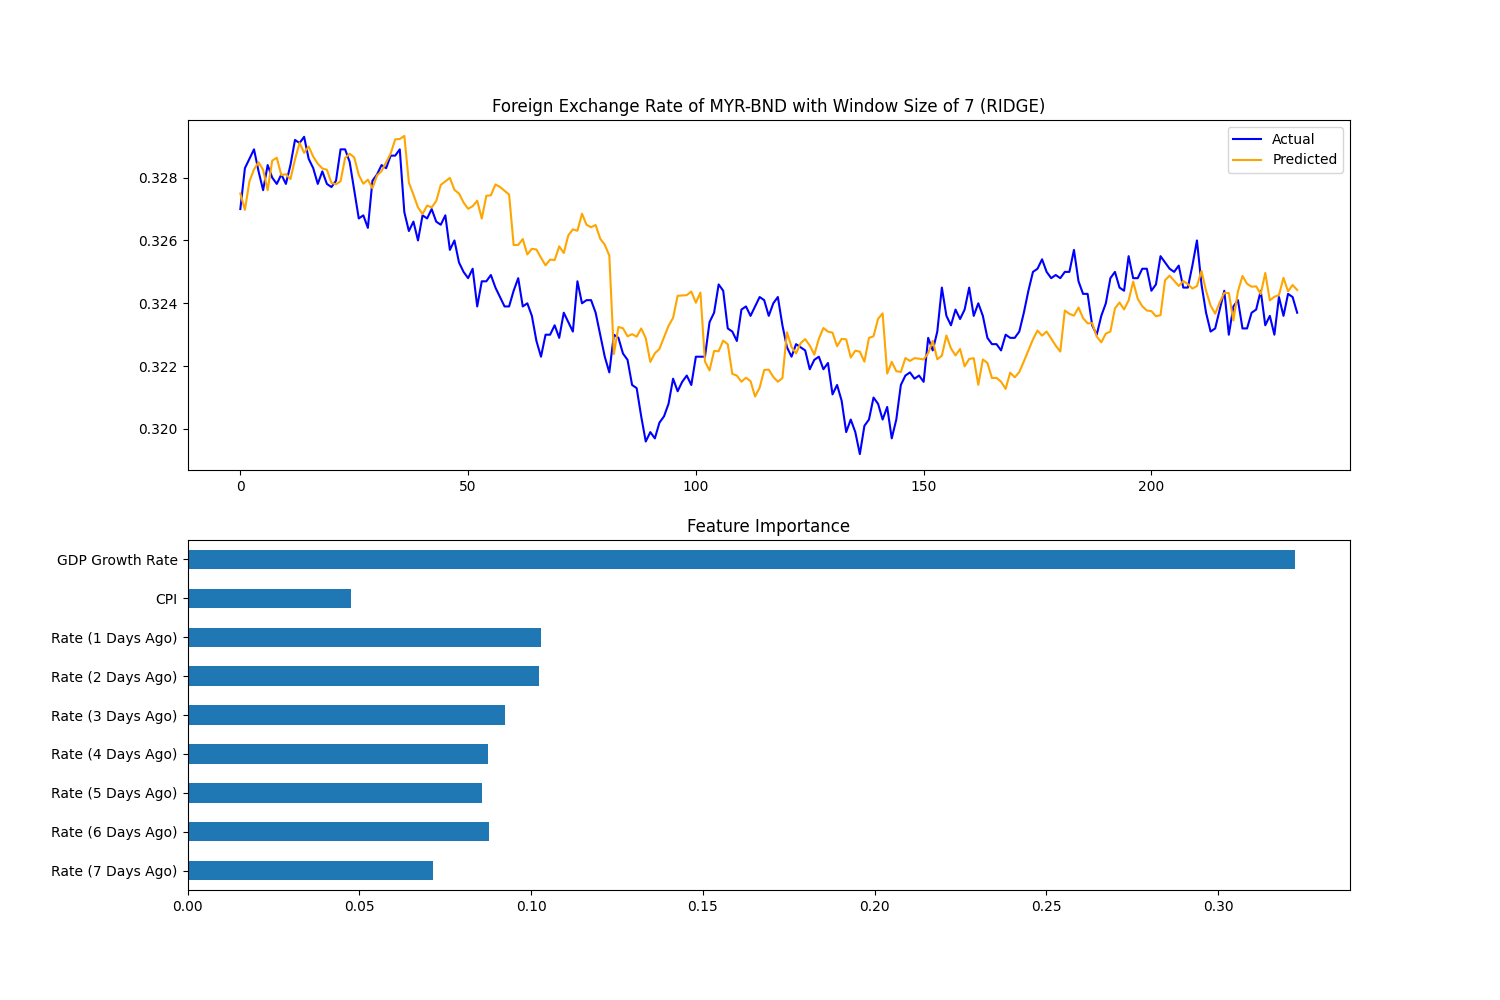 Foreign Exchange Rate of MYR-BND with Window Size of 7 (RIDGE)
Actual
Predicted
0.328
0.326
0.324
0.322
0.320
0 50 100 150 200
Feature Importance
GDP Growth Rate
CPI
Rate (1 Days Ago)
Rate (2 Days Ago)
Rate (3 Days Ago)
Rate (4 Days Ago)
Rate (5 Days Ago)
Rate (6 Days Ago)
Rate (7 Days Ago)
0.00 0.05 0.10 0.15 0.20 0.25 0.30